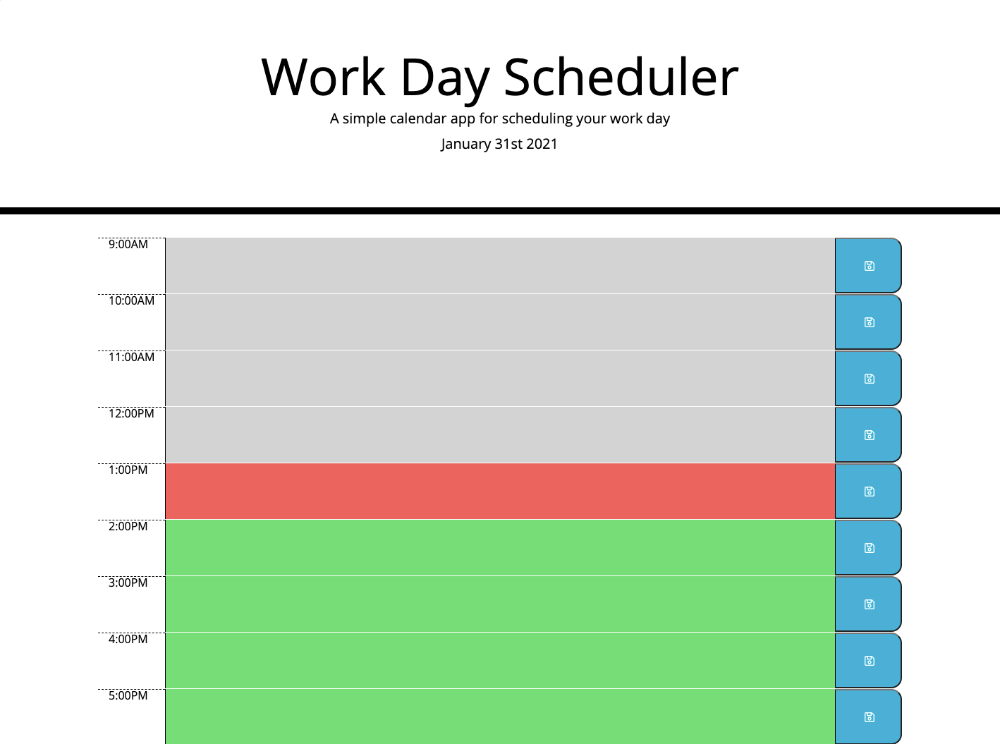 Work Day Scheduler
A simple calendar app for scheduling your work day
January 31st 2021
9:00AM
10:00AM
11:00AM
12:00PM
1:00PM
2:00PM
3:00PM
4:00PM
5:00PM